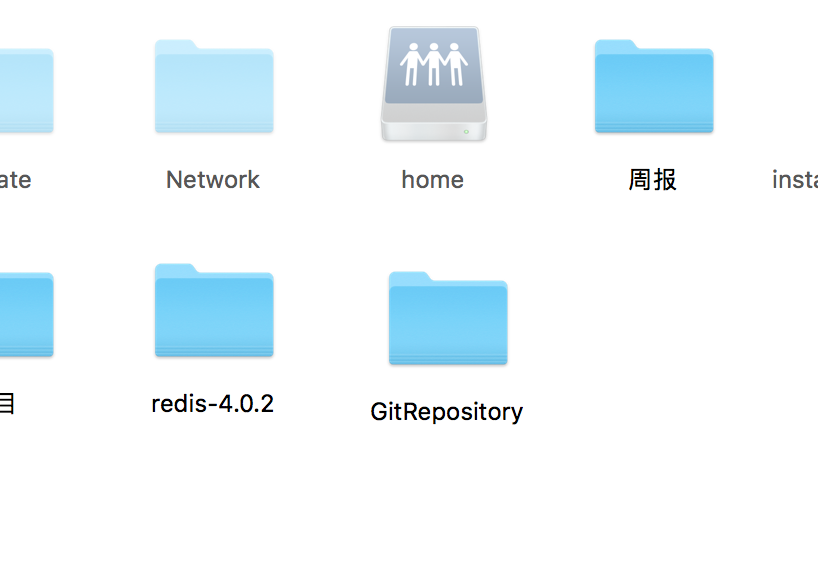 ate
Network
home
周报
insta
目
redis-4.0.2
GitRepository